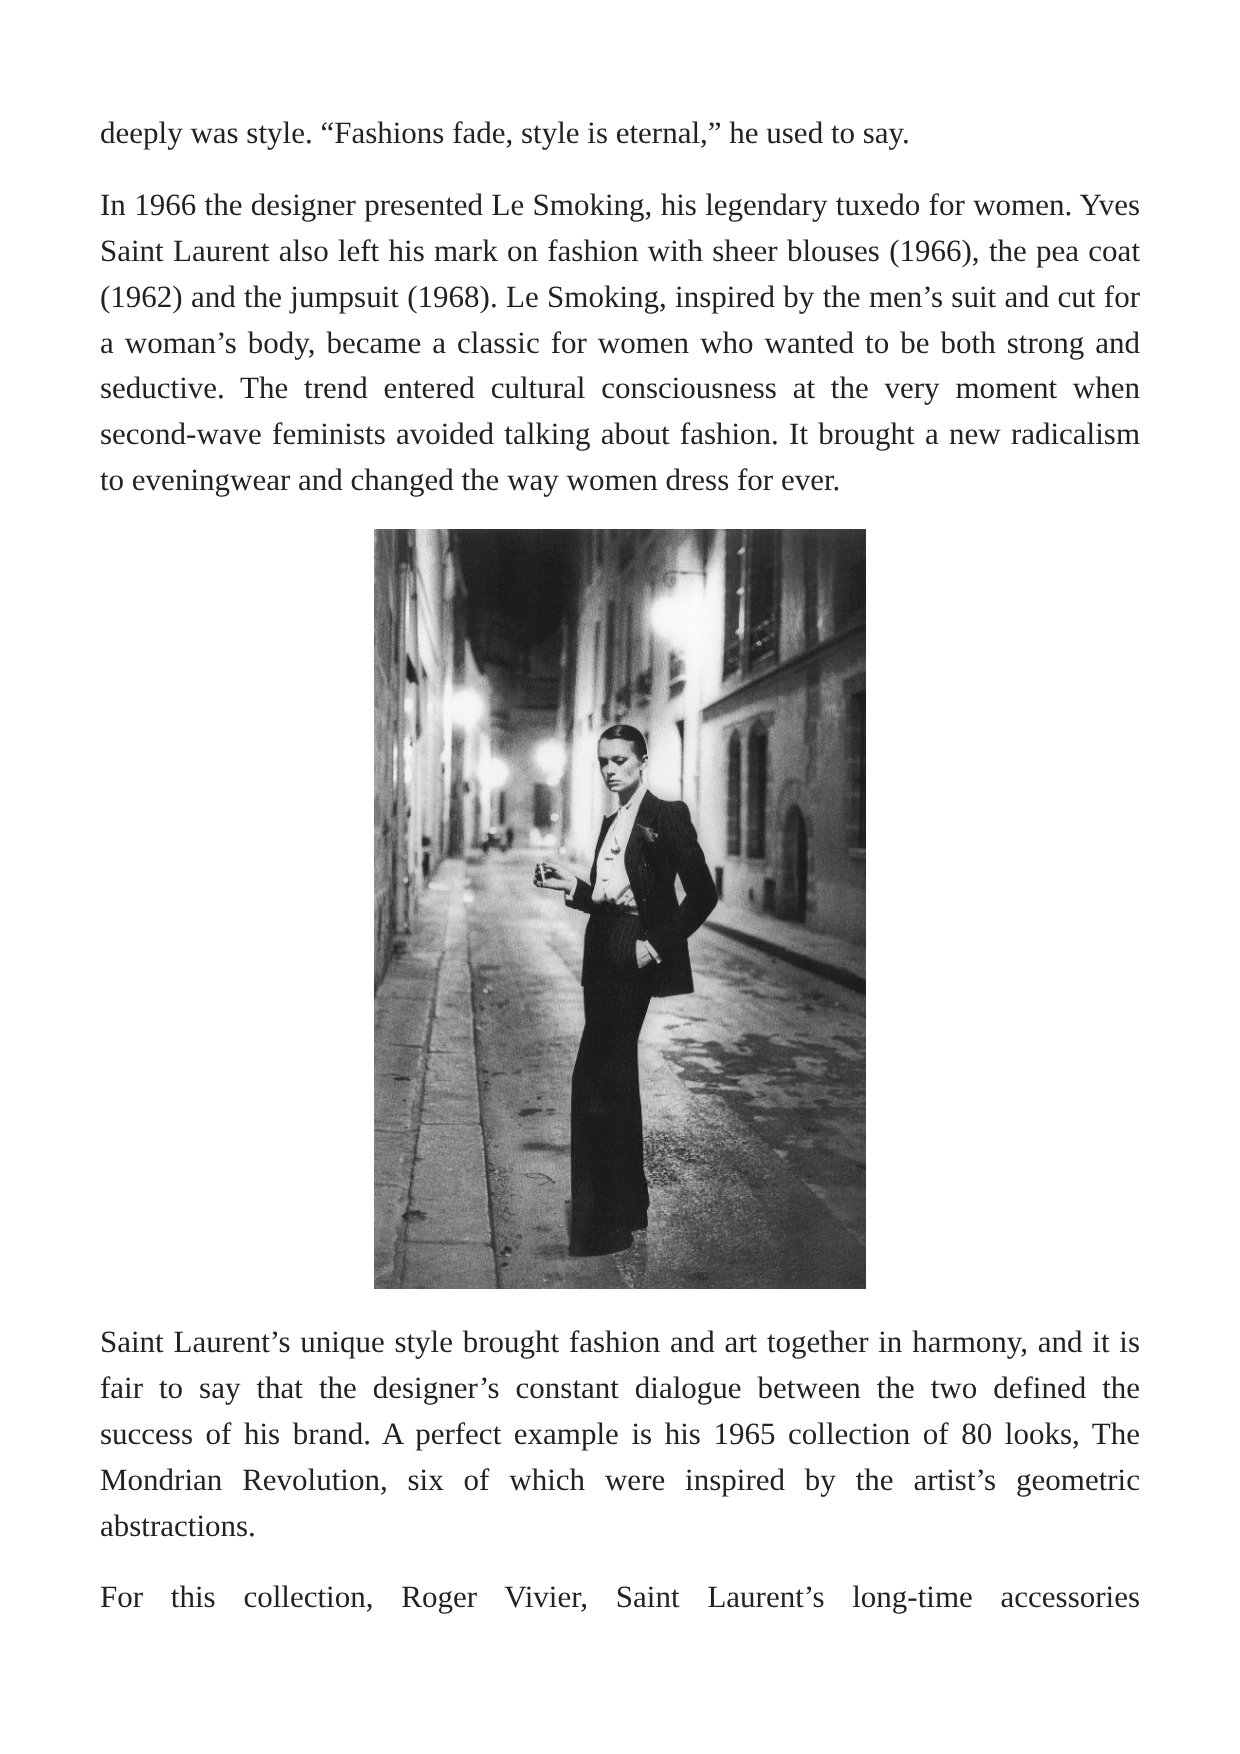 deeply was style. “Fashions fade, style is eternal,” he used to say.
In 1966 the designer presented Le Smoking, his legendary tuxedo for women. Yves
Saint Laurent also left his mark on fashion with sheer blouses (1966), the pea coat
(1962) and the jumpsuit (1968). Le Smoking, inspired by the men’s suit and cut for
a woman’s body, became a classic for women who wanted to be both strong and
seductive. The trend entered cultural consciousness at the very moment when
second-wave feminists avoided talking about fashion. It brought a new radicalism
to eveningwear and changed the way women dress for ever.
Saint Laurent’s unique style brought fashion and art together in harmony, and it is
fair to say that the designer’s constant dialogue between the two defined the
success of his brand. A perfect example is his 1965 collection of 80 looks, The
Mondrian Revolution, six of which were inspired by the artist’s geometric
abstractions.
For this collection, Roger Vivier, Saint Laurent’s long-time accessories